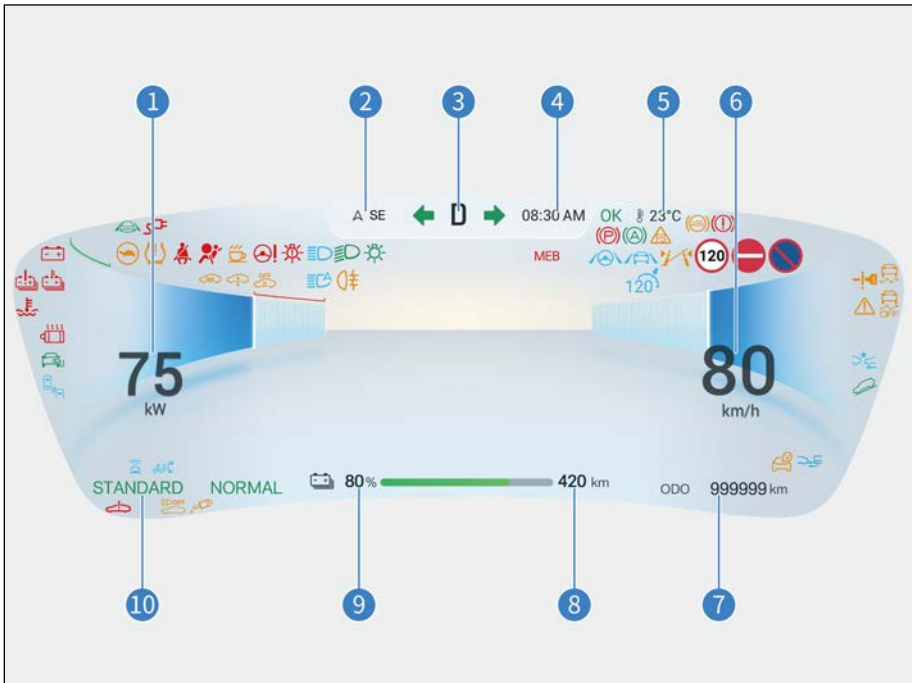 1 2 3 4 5 6
SE D 08:30 AM OK 23°C
MEB 120
120
OFF
75
kW
80
km/h
STANDARD NORMAL 80% 420 km ODO 999999 km
10 9 8 7